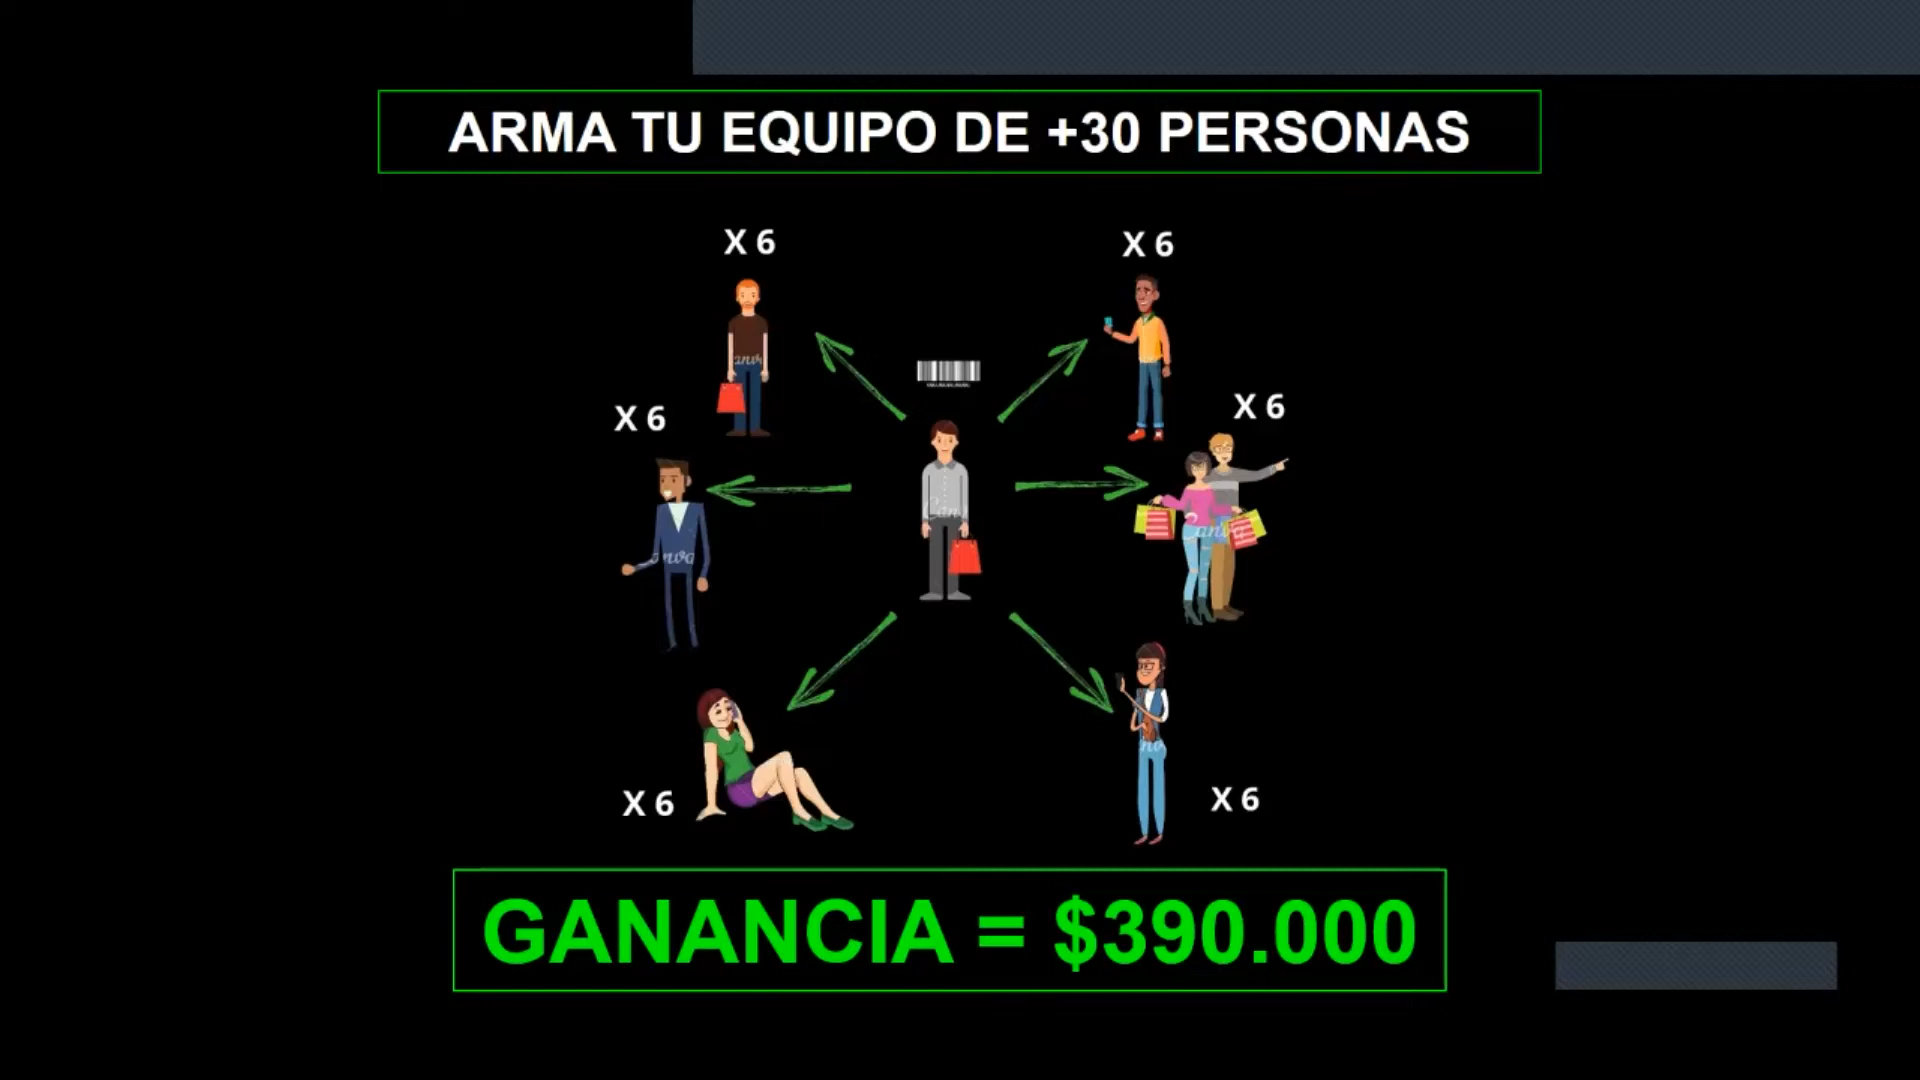 ARMA TU EQUIPO DE +30 PERSONAS
X 6
X 6
X 6
X 6
X 6
X 6
GANANCIA = $390.000